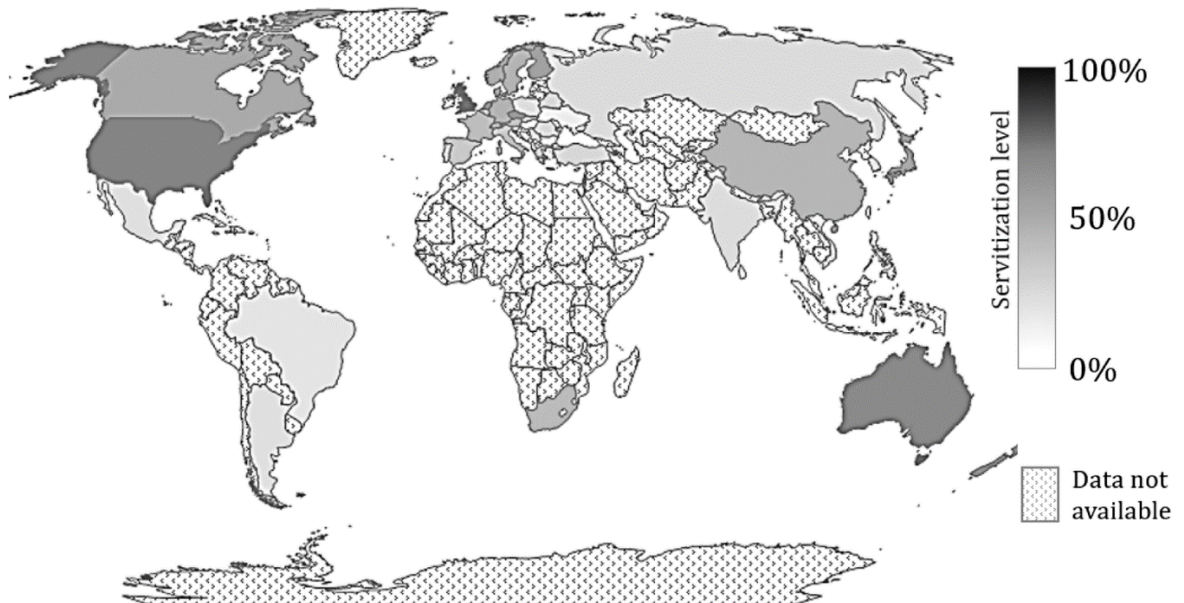 100%
Servitization level
50%
0%
Data not
available